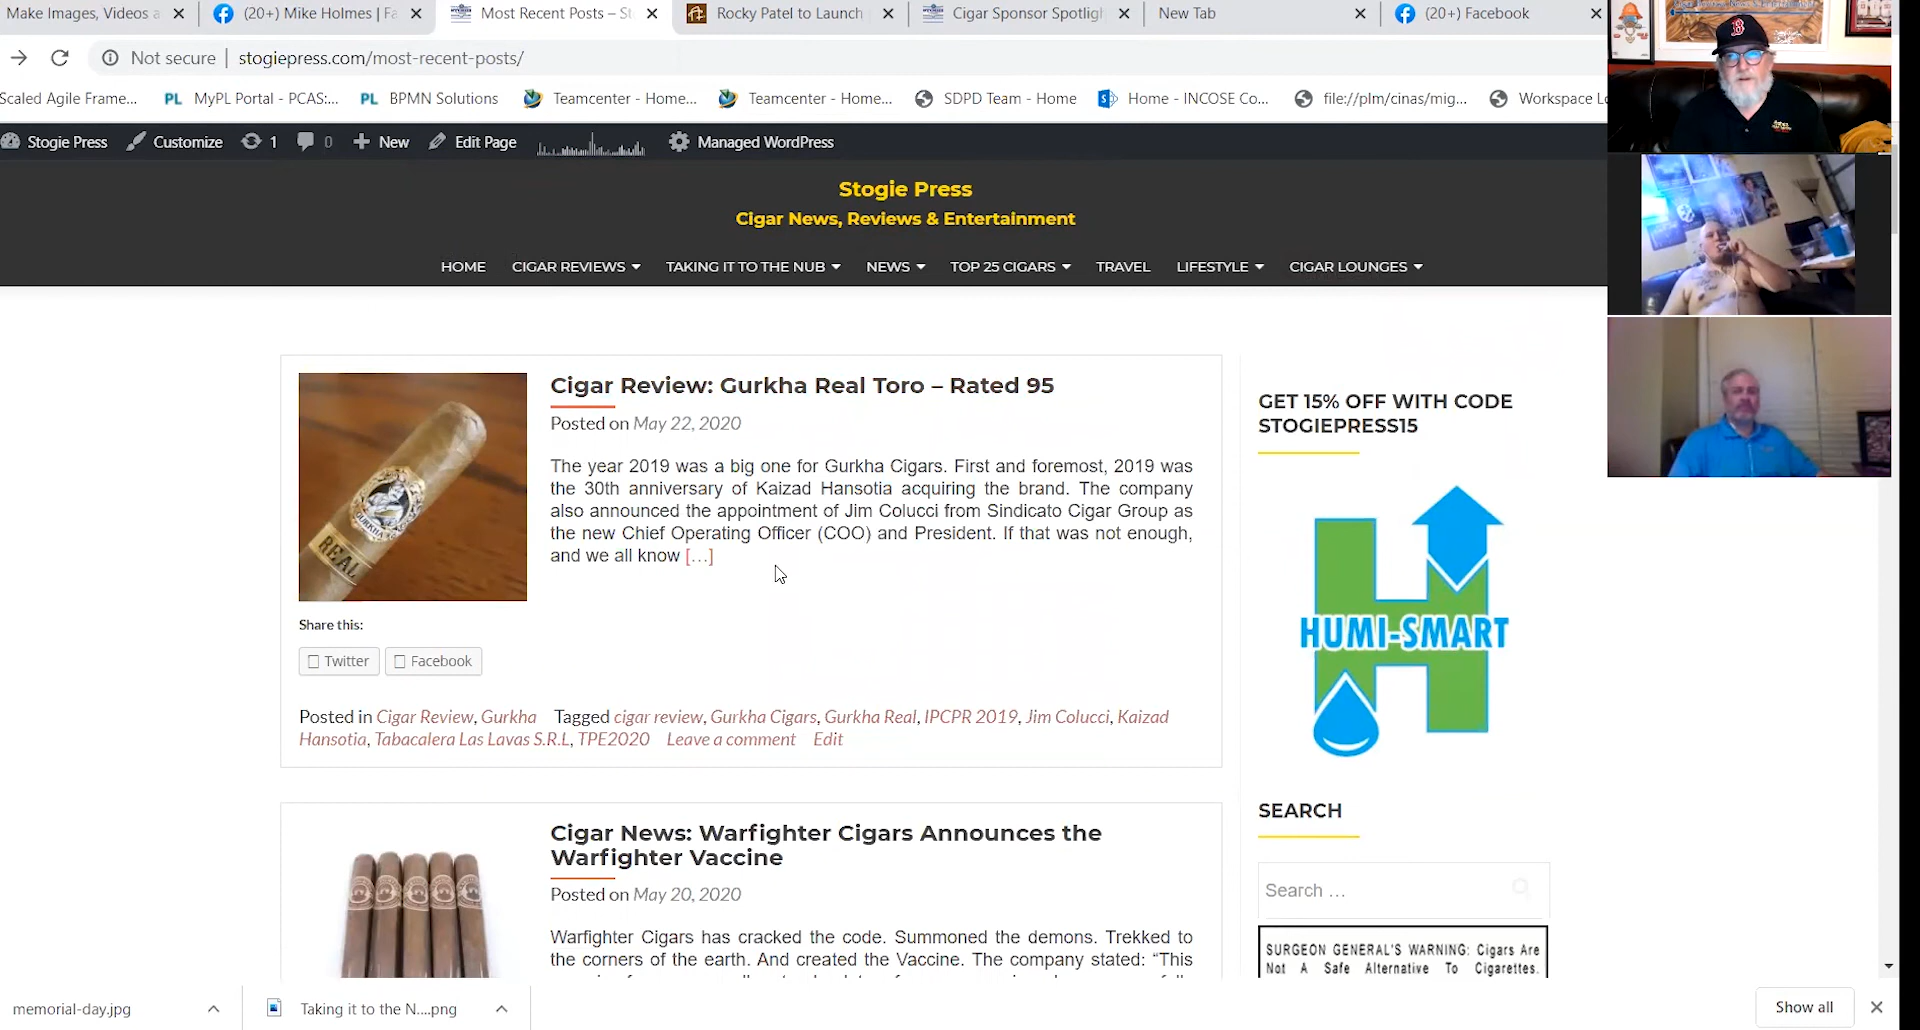 Make Images, Videos a
(20+) Mike Holmes | Fa
Most Recent Posts – St
Rocky Patel to Launch
Cigar Sponsor Spotligh
New Tab
(20+) Facebook
Not secure | stogiepress.com/most-recent-posts/
Scaled Agile Frame...
PL MyPL Portal - PCAS:...
PL BPMN Solutions
Teamcenter - Home...
Teamcenter - Home...
SDPD Team - Home
Home - INCOSE Co...
file://plm/cinas/mig...
Workspace Lo
Stogie Press
Customize
1
0
New
Edit Page
Managed WordPress
Stogie Press
Cigar News, Reviews & Entertainment
HOME CIGAR REVIEWS TAKING IT TO THE NUB NEWS TOP 25 CIGARS TRAVEL LIFESTYLE CIGAR LOUNGES
GURKHA
REAL
Cigar Review: Gurkha Real Toro – Rated 95
Posted on May 22, 2020
The year 2019 was a big one for Gurkha Cigars. First and foremost, 2019 was
the 30th anniversary of Kaizad Hansotia acquiring the brand. The company
also announced the appointment of Jim Colucci from Sindicato Cigar Group as
the new Chief Operating Officer (COO) and President. If that was not enough,
and we all know [...]
Share this:
Twitter
Facebook
Posted in Cigar Review, Gurkha Tagged cigar review, Gurkha Cigars, Gurkha Real, IPCPR 2019, Jim Colucci, Kaizad
Hansotia, Tabacalera Las Lavas S.R.L, TPE2020 Leave a comment Edit
Cigar News: Warfighter Cigars Announces the
Warfighter Vaccine
Posted on May 20, 2020
Warfighter Cigars has cracked the code. Summoned the demons. Trekked to
the corners of the earth. And created the Vaccine. The company stated: “This
GET 15% OFF WITH CODE
STOGIEPRESS15
HUMI-SMART
SEARCH
Search ...
SURGEON GENERAL'S WARNING: Cigars Are
Not A Safe Alternative To Cigarettes.
B
memorial-day.jpg
Taking it to the N....png
Show all